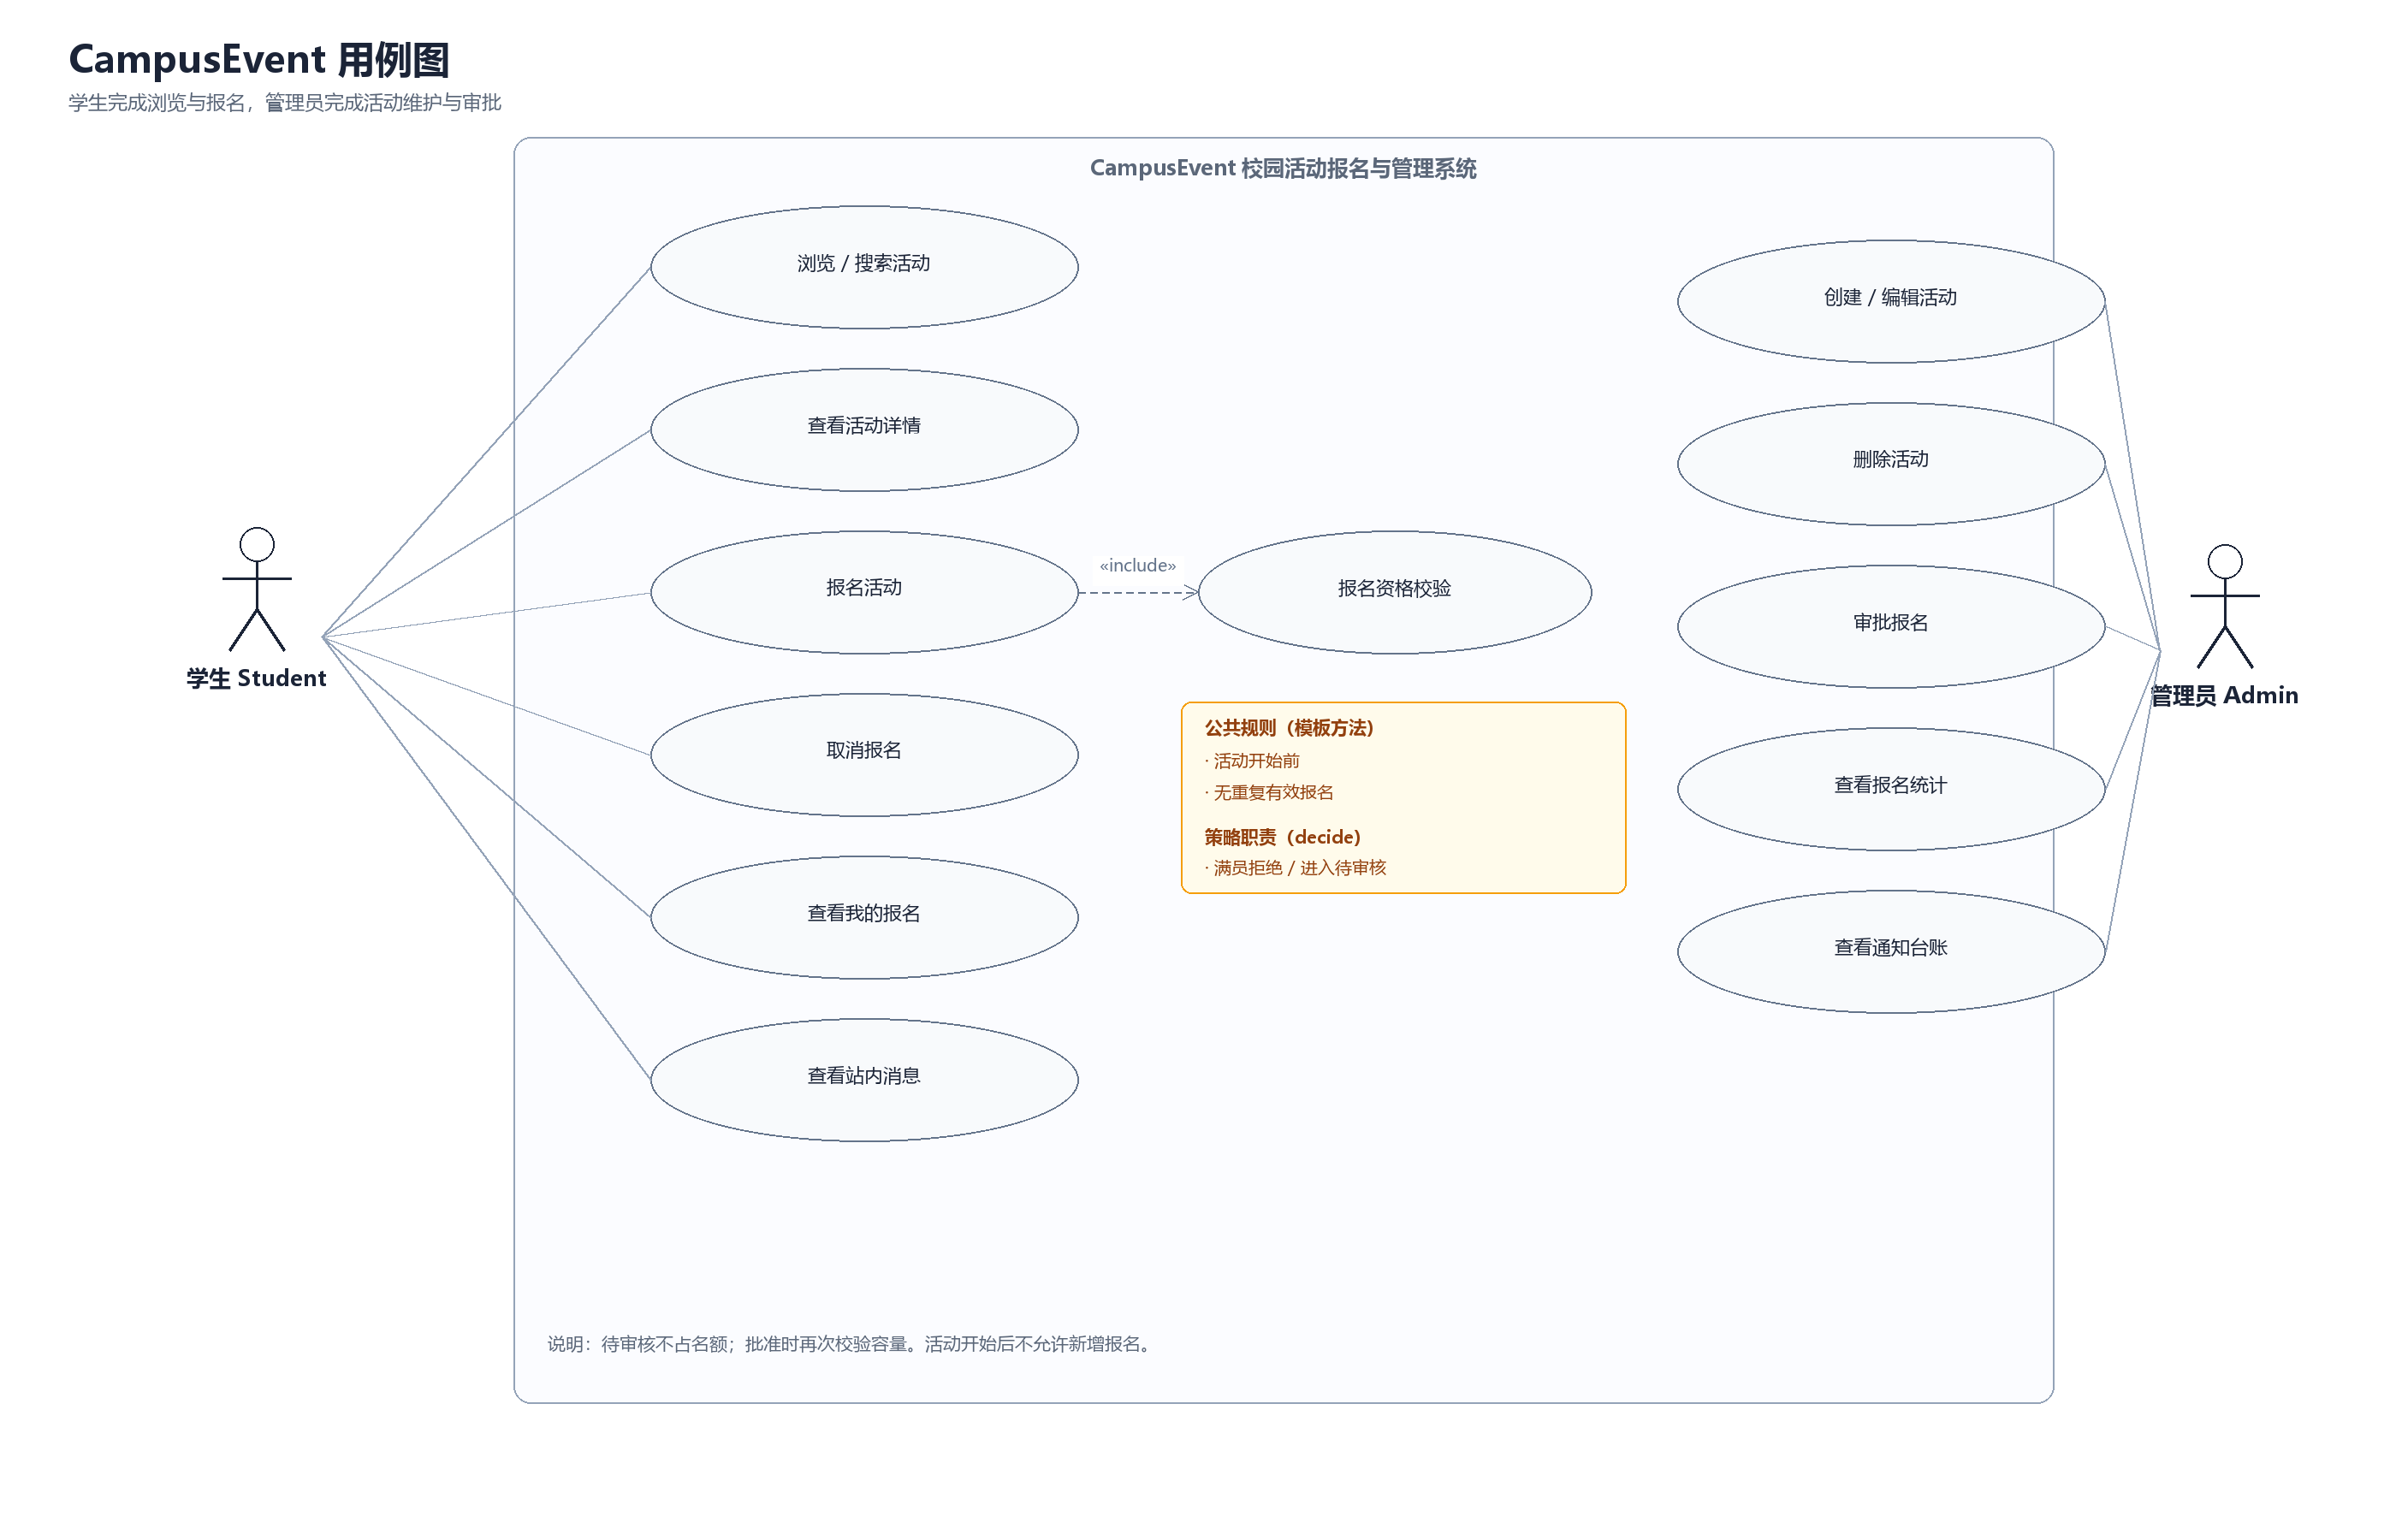 CampusEvent 用例图
学生完成浏览与报名，管理员完成活动维护与审批
CampusEvent 校园活动报名与管理系统
浏览 / 搜索活动
查看活动详情
报名活动
取消报名
查看我的报名
查看站内消息
«include»
报名资格校验
公共规则（模板方法）
· 活动开始前
· 无重复有效报名
策略职责（decide）
· 满员拒绝 / 进入待审核
创建 / 编辑活动
删除活动
审批报名
查看报名统计
查看通知台账
学生 Student
管理员 Admin
说明：待审核不占名额；批准时再次校验容量。活动开始后不允许新增报名。